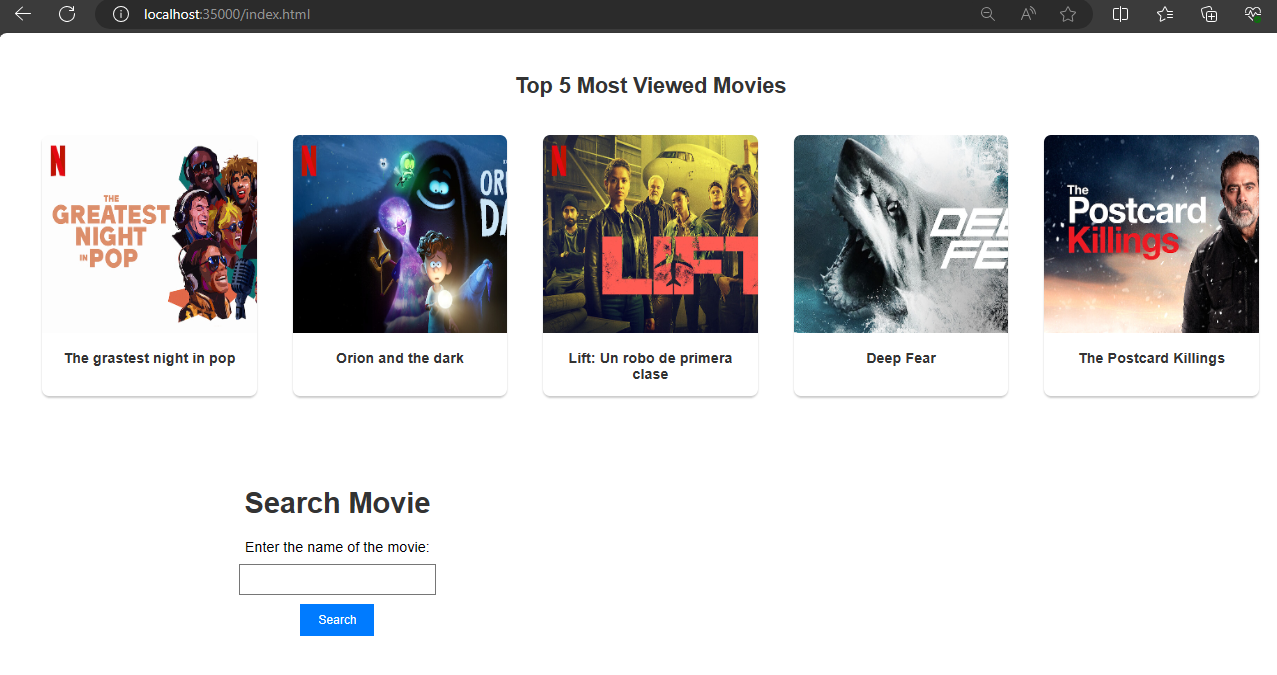 localhost:35000/index.html
Top 5 Most Viewed Movies
N
THE
GREATEST
NIGHT
IN POP
N
ORI
DA
N
LIFT
DEE
FE
The
Postcard
Killings
The grastest night in pop
Orion and the dark
Lift: Un robo de primera
clase
Deep Fear
The Postcard Killings
Search Movie
Enter the name of the movie:
Search